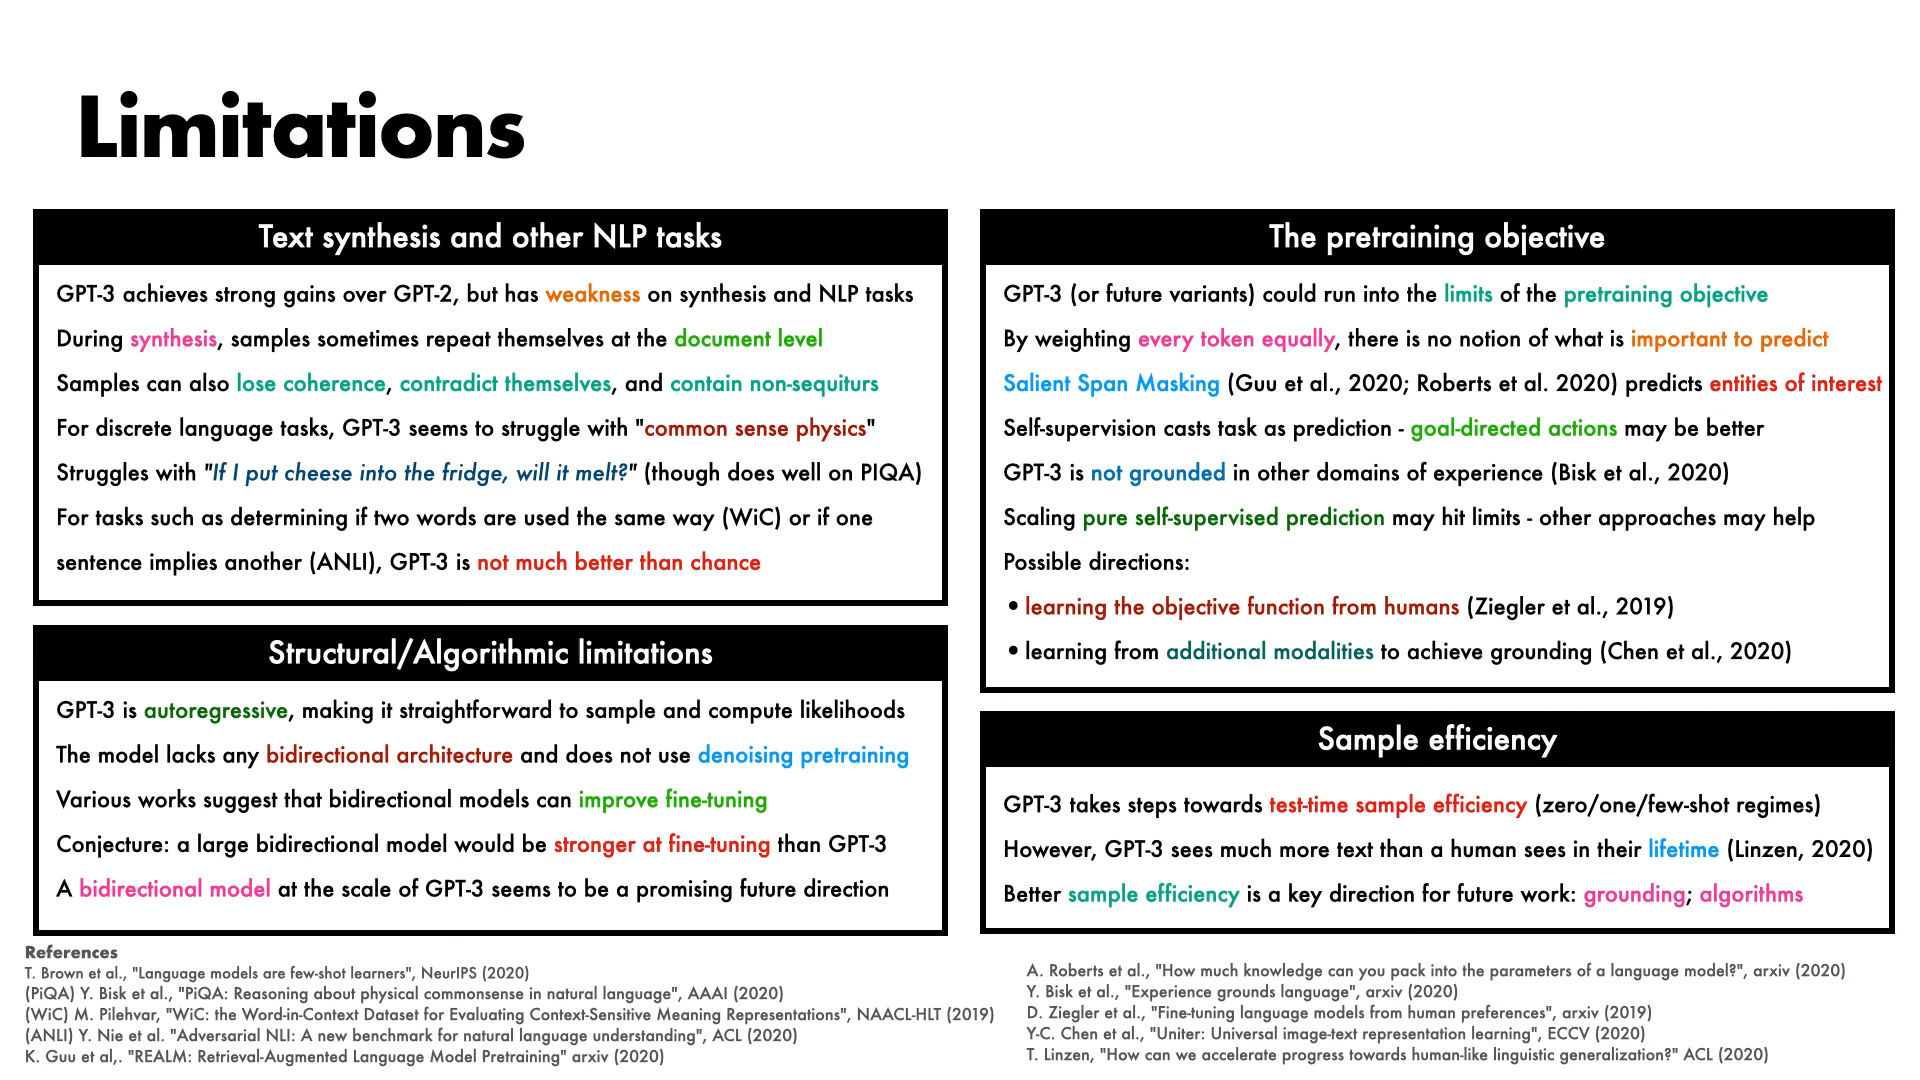 Limitations
Text synthesis and other NLP tasks
GPT-3 achieves strong gains over GPT-2, but has weakness on synthesis and NLP tasks
During synthesis, samples sometimes repeat themselves at the document level
Samples can also lose coherence, contradict themselves, and contain non-sequiturs
For discrete language tasks, GPT-3 seems to struggle with "common sense physics"
Struggles with "If I put cheese into the fridge, will it melt?" (though does well on PIQA)
For tasks such as determining if two words are used the same way (WiC) or if one
sentence implies another (ANLI), GPT-3 is not much better than chance
Structural/Algorithmic limitations
GPT-3 is autoregressive, making it straightforward to sample and compute likelihoods
The model lacks any bidirectional architecture and does not use denoising pretraining
Various works suggest that bidirectional models can improve fine-tuning
Conjecture: a large bidirectional model would be stronger at fine-tuning than GPT-3
A bidirectional model at the scale of GPT-3 seems to be a promising future direction
The pretraining objective
GPT-3 (or future variants) could run into the limits of the pretraining objective
By weighting every token equally, there is no notion of what is important to predict
Salient Span Masking (Guu et al., 2020; Roberts et al. 2020) predicts entities of interest
Self-supervision casts task as prediction - goal-directed actions may be better
GPT-3 is not grounded in other domains of experience (Bisk et al., 2020)
Scaling pure self-supervised prediction may hit limits - other approaches may help
Possible directions:
• learning the objective function from humans (Ziegler et al., 2019)
• learning from additional modalities to achieve grounding (Chen et al., 2020)
Sample efficiency
GPT-3 takes steps towards test-time sample efficiency (zero/one/few-shot regimes)
However, GPT-3 sees much more text than a human sees in their lifetime (Linzen, 2020)
Better sample efficiency is a key direction for future work: grounding; algorithms
References
T. Brown et al., "Language models are few-shot learners", NeurIPS (2020)
(PiQA) Y. Bisk et al., "PiQA: Reasoning about physical commonsense in natural language", AAAI (2020)
(WiC) M. Pilehvar, "WiC: the Word-in-Context Dataset for Evaluating Context-Sensitive Meaning Representations", NAACL-HLT (2019)
(ANLI) Y. Nie et al. "Adversarial NLI: A new benchmark for natural language understanding", ACL (2020)
K. Guu et al,. "REALM: Retrieval-Augmented Language Model Pretraining" arxiv (2020)
A. Roberts et al., "How much knowledge can you pack into the parameters of a language model?", arxiv (2020)
Y. Bisk et al., "Experience grounds language", arxiv (2020)
D. Ziegler et al., "Fine-tuning language models from human preferences", arxiv (2019)
Y-C. Chen et al., "Uniter: Universal image-text representation learning", ECCV (2020)
T. Linzen, "How can we accelerate progress towards human-like linguistic generalization?" ACL (2020)